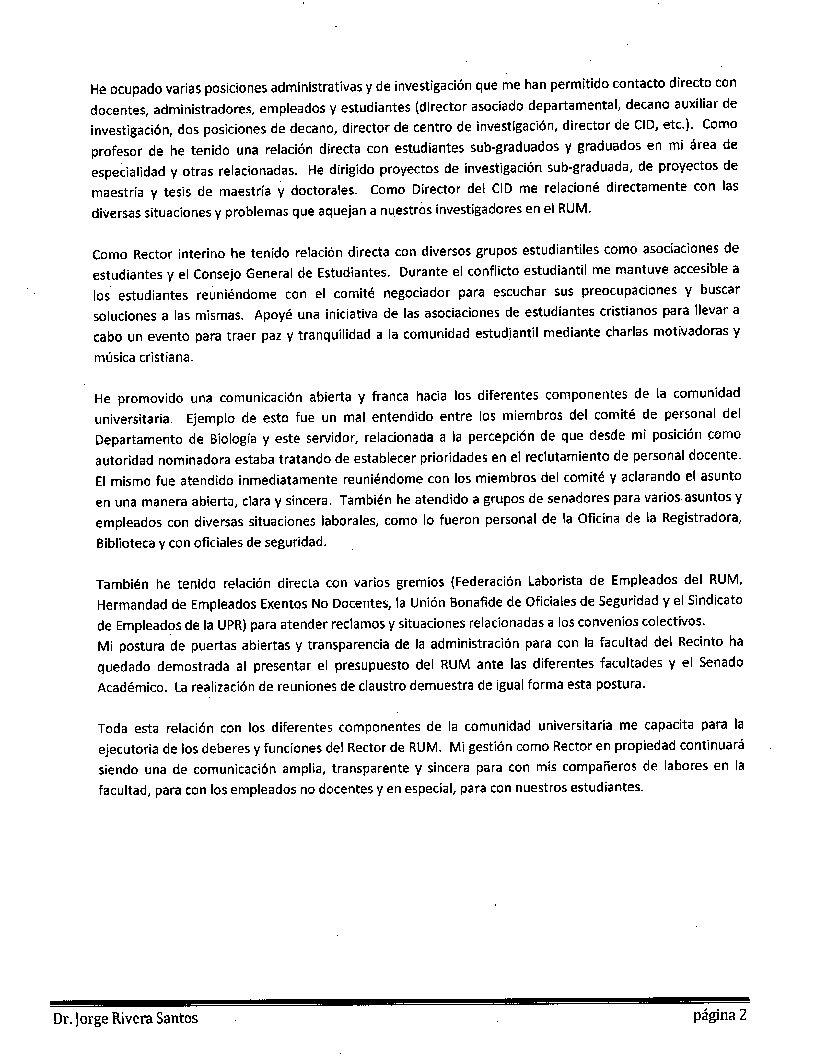 He ocupado varias posiciones administrativas y de investigación que me han permitido contacto directo con
docentes, administradores, empleados y estudiantes (director asociado departamental, decano auxiliar de
investigación, dos posiciones de decano, director de centro de investigación, director de CID, etc.). Como
profesor de he tenido una relación directa con estudiantes sub-graduados y graduados en mi área de
especialidad y otras relacionadas. He dirigido proyectos de investigación sub-graduada, de proyectos de
maestría y tesis de maestría y doctorales. Como Director del CID me relacioné directamente con las
diversas situaciones y problemas que aquejan a nuestros investigadores en el RUM.
Como Rector interino he tenido relación directa con diversos grupos estudiantiles como asociaciones de
estudiantes y el Consejo General de Estudiantes. Durante el conflicto estudiantil me mantuve accesible a
los estudiantes reuniéndome con el comité negociador para escuchar sus preocupaciones y buscar
soluciones a las mismas. Apoyé una iniciativa de las asociaciones de estudiantes cristianos para llevar a
cabo un evento para traer paz y tranquilidad a la comunidad estudiantil mediante charlas motivadoras y
música cristiana.
He promovido una comunicación abierta y franca hacia los diferentes componentes de la comunidad
universitaria. Ejemplo de esto fue un mal entendido entre los miembros del comité de personal del
Departamento de Biología y este servidor, relacionada a la percepción de que desde mi posición como
autoridad nominadora estaba tratando de establecer prioridades en el reclutamiento de personal docente.
El mismo fue atendido inmediatamente reuniéndome con los miembros del comité y aclarando el asunto
en una manera abierta, clara y sincera. También he atendido a grupos de senadores para varios asuntos y
empleados con diversas situaciones laborales, como lo fueron personal de la Oficina de la Registradora,
Biblioteca y con oficiales de seguridad.
También he tenido relación directa con varios gremios (Federación Laborista de Empleados del RUM,
Hermandad de Empleados Exentos No Docentes, la Unión Bonafide de Oficiales de Seguridad y el Sindicato
de Empleados de la UPR) para atender reclamos y situaciones relacionadas a los convenios colectivos.
Mi postura de puertas abiertas y transparencia de la administración para con la facultad del Recinto ha
quedado demostrada al presentar el presupuesto del RUM ante las diferentes facultades y el Senado
Académico. La realización de reuniones de claustro demuestra de igual forma esta postura.
Toda esta relación con los diferentes componentes de la comunidad universitaria me capacita para la
ejecutoria de los deberes y funciones del Rector de RUM. Mi gestión como Rector en propiedad continuará
siendo una de comunicación amplia, transparente y sincera para con mis compañeros de labores en la
facultad, para con los empleados no docentes y en especial, para con nuestros estudiantes.
Dr. Jorge Rivera Santos página 2